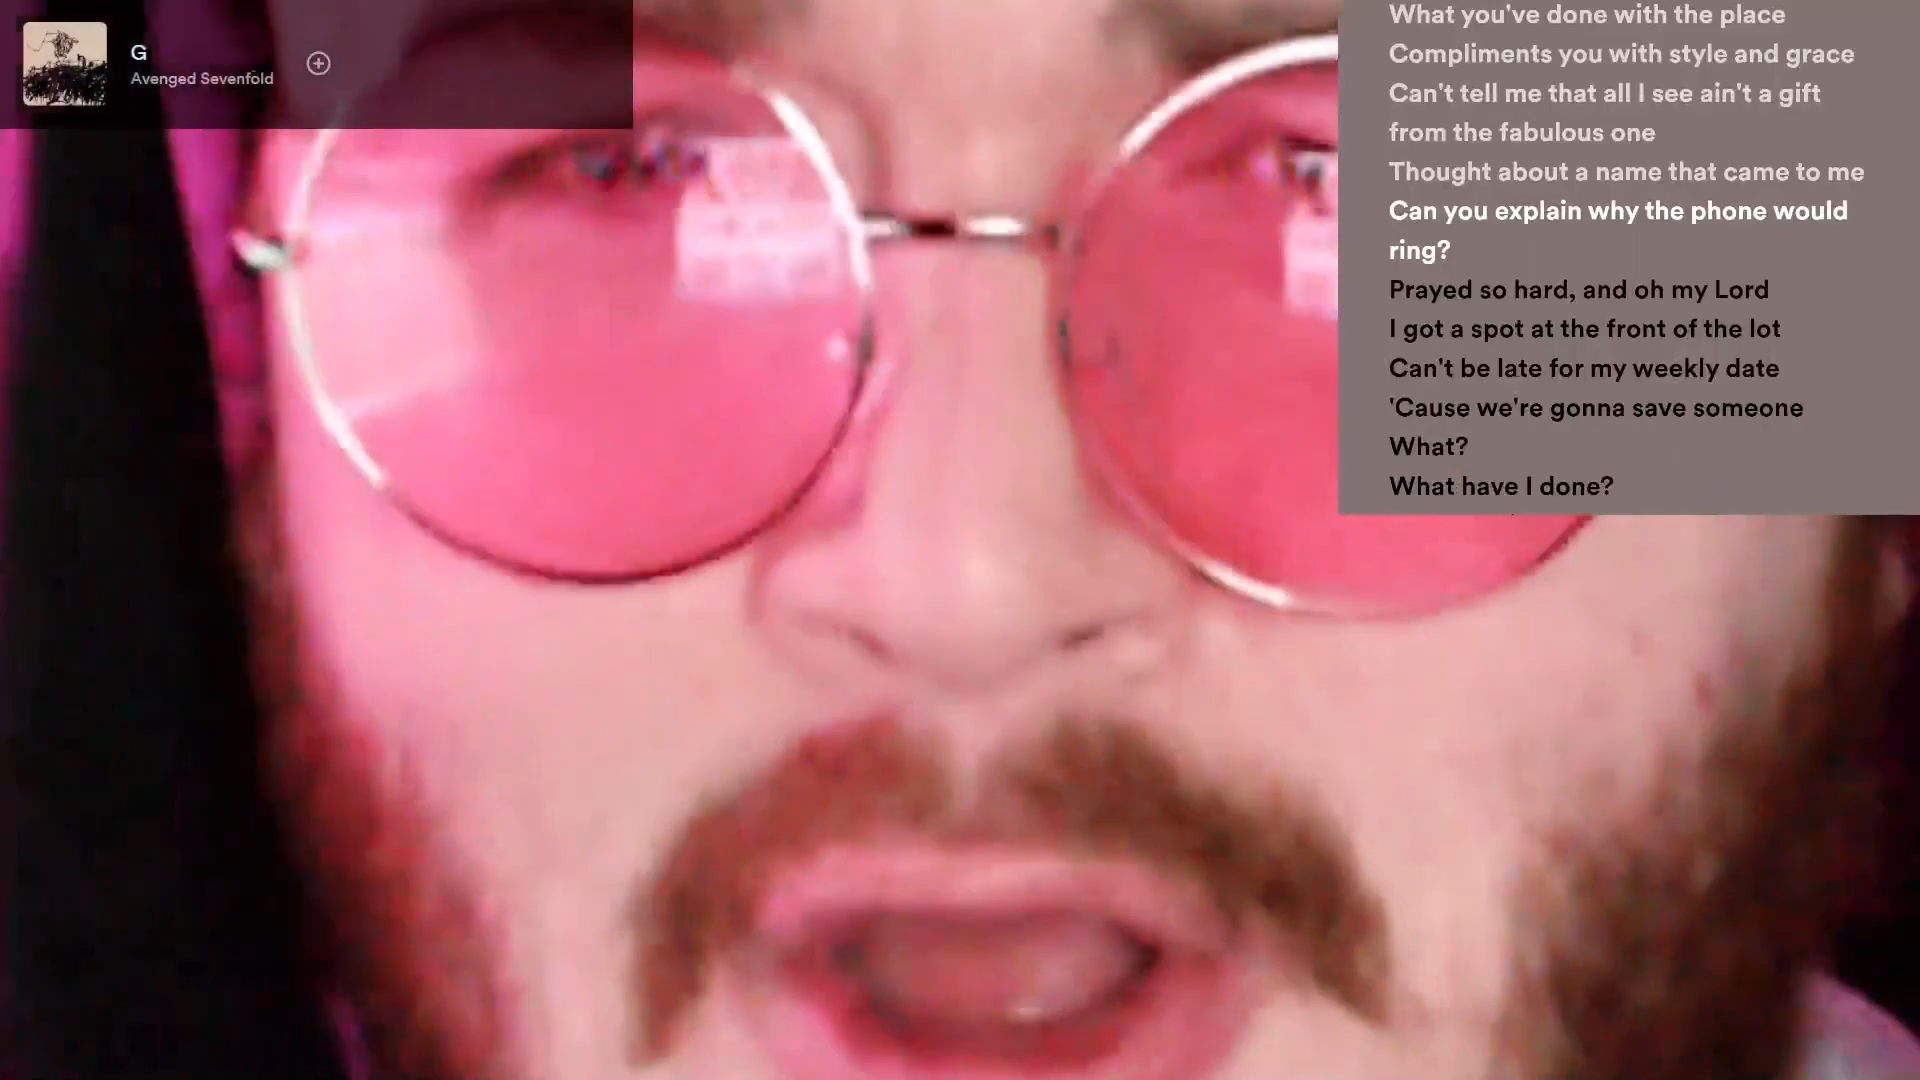 G
Avenged Sevenfold
What you've done with the place
Compliments you with style and grace
Can't tell me that all I see ain't a gift
from the fabulous one
Thought about a name that came to me
Can you explain why the phone would
ring?
Prayed so hard, and oh my Lord
I got a spot at the front of the lot
Can't be late for my weekly date
'Cause we're gonna save someone
What?
What have I done?